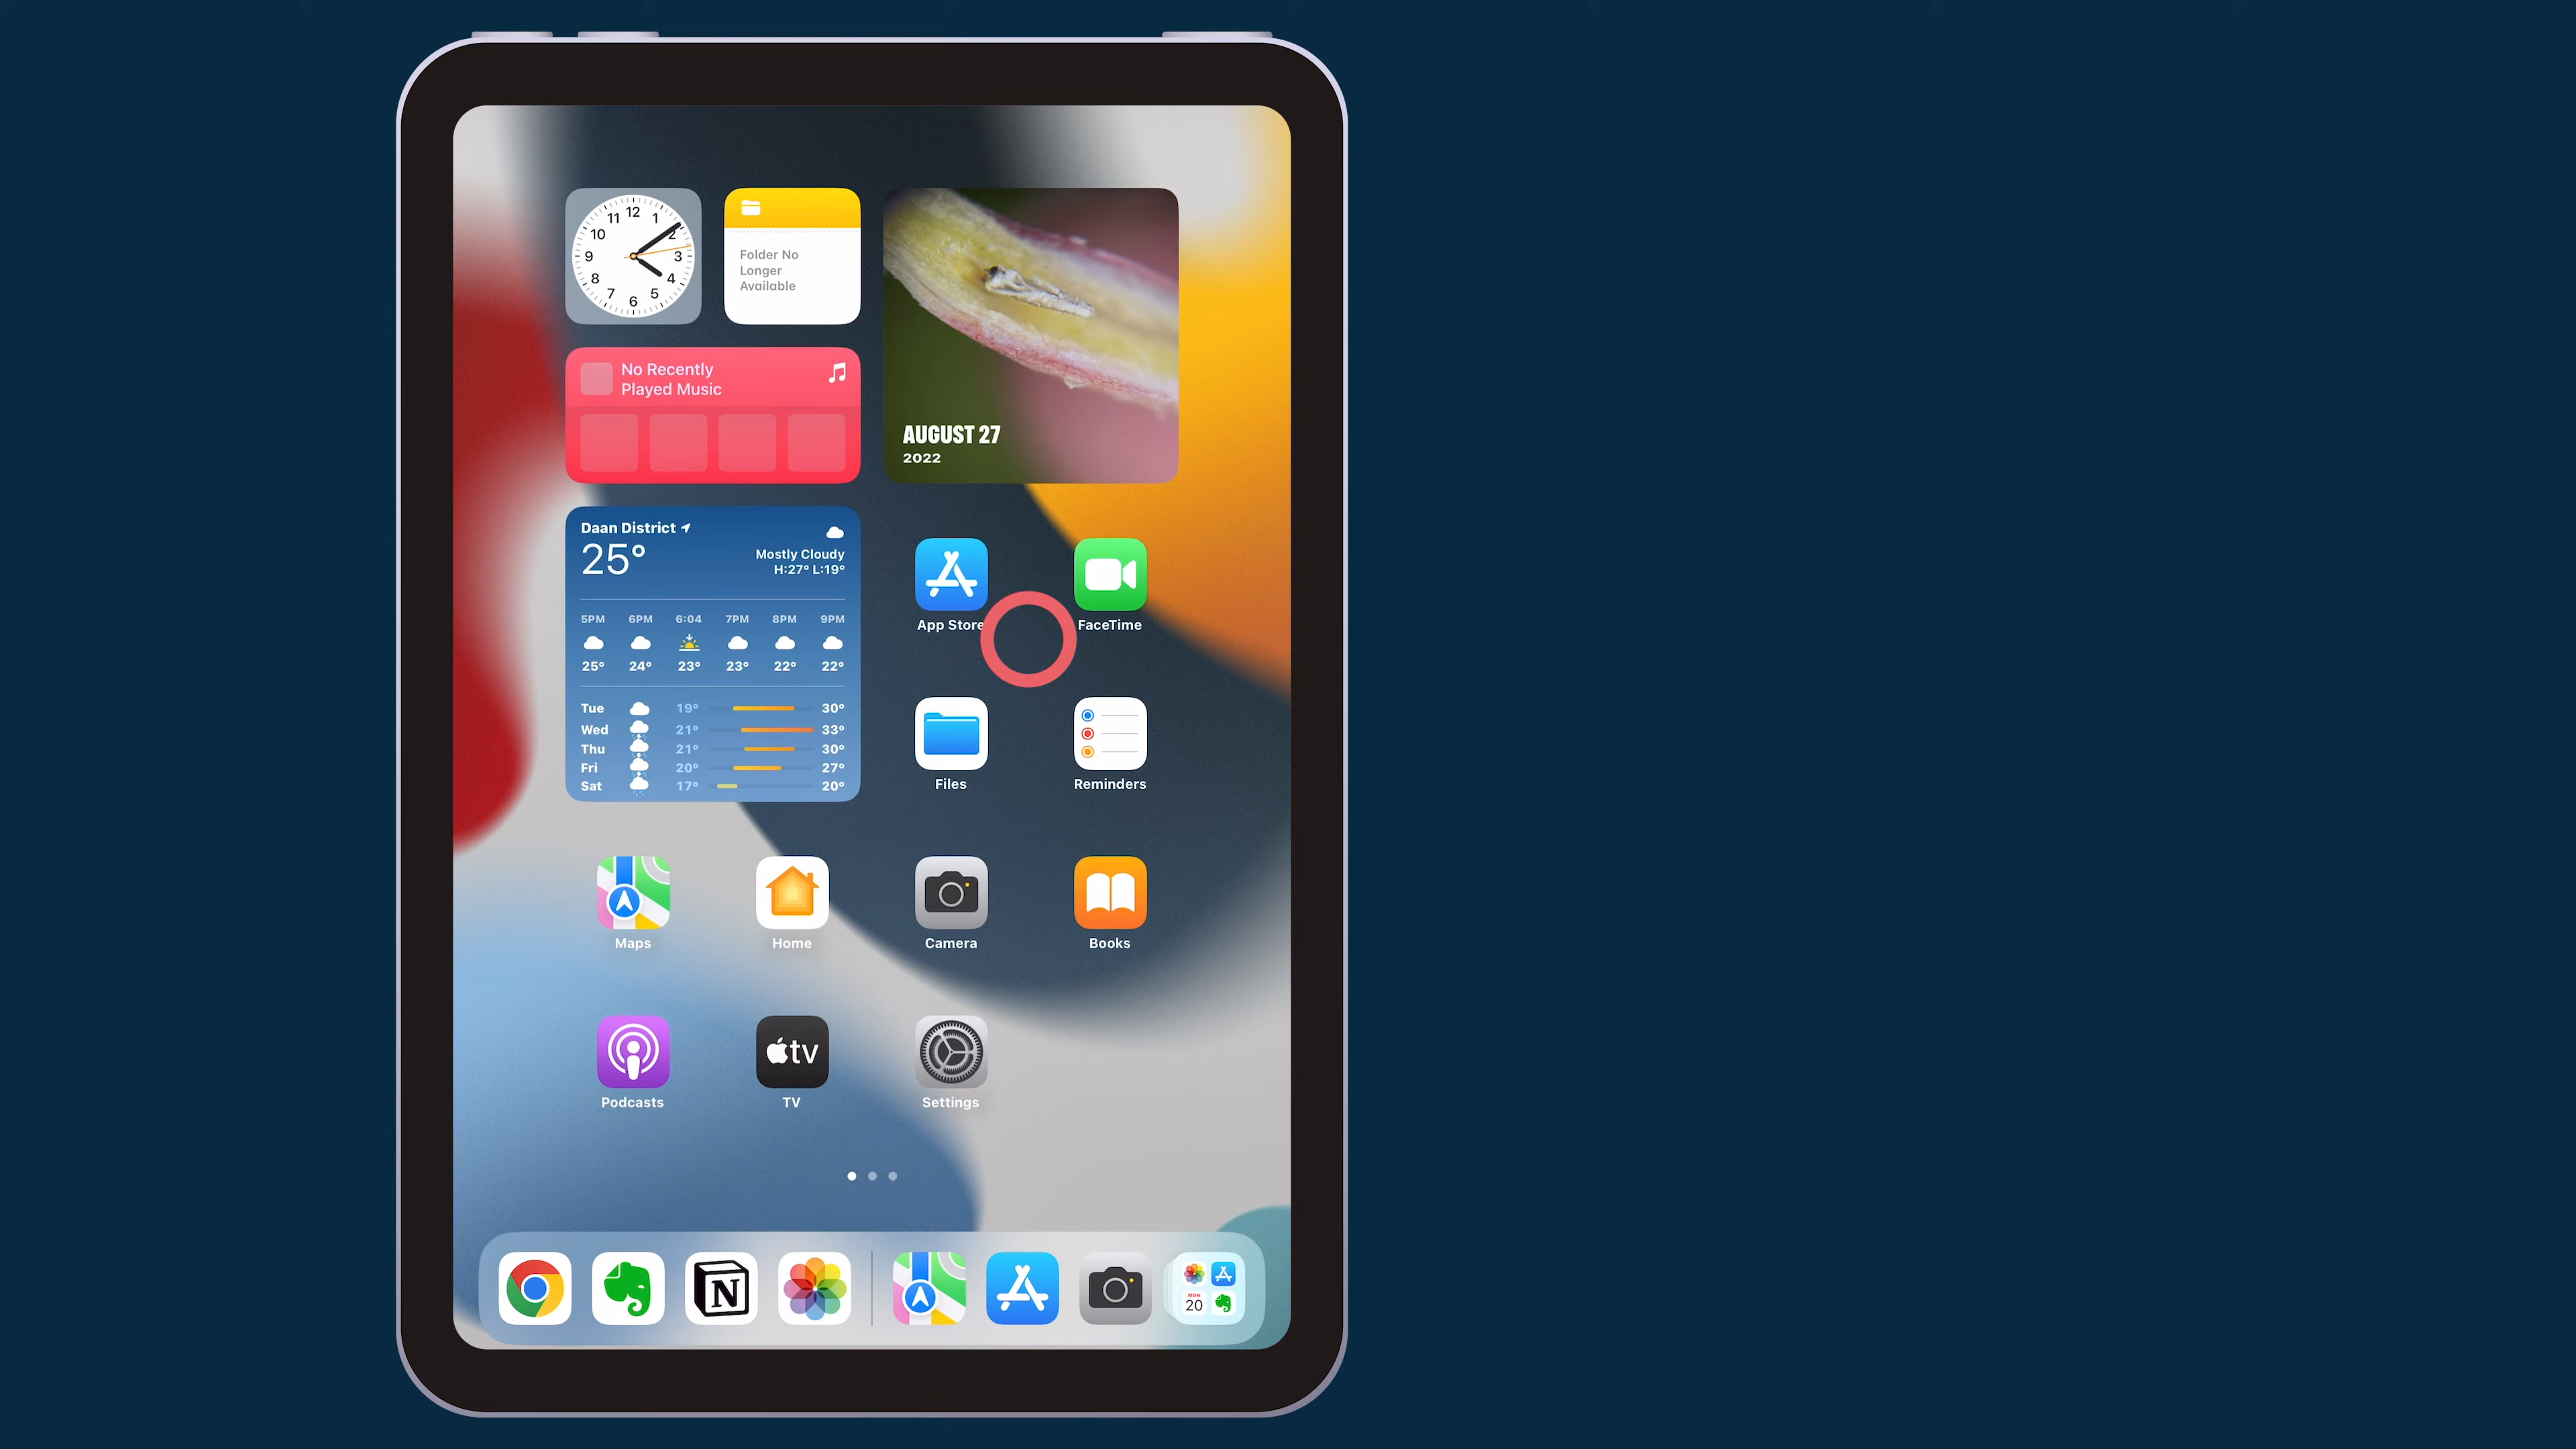 12
1
2
3
4
5
6
7
8
9
10
11
Folder No
Longer
Available
No Recently
Played Music
AUGUST 27
2022
Daan District
25°
Mostly Cloudy
H:27° L:19°
5PM 6PM 6:04 7PM 8PM 9PM
25° 24° 23° 23° 22° 22°
Tue 19° 30°
Wed 21° 33°
Thu 21° 30°
Fri 20° 27°
Sat 17° 20°
App Store
FaceTime
Files
Reminders
Maps
Home
Camera
Books
tv
Podcasts
TV
Settings
N
MON
20